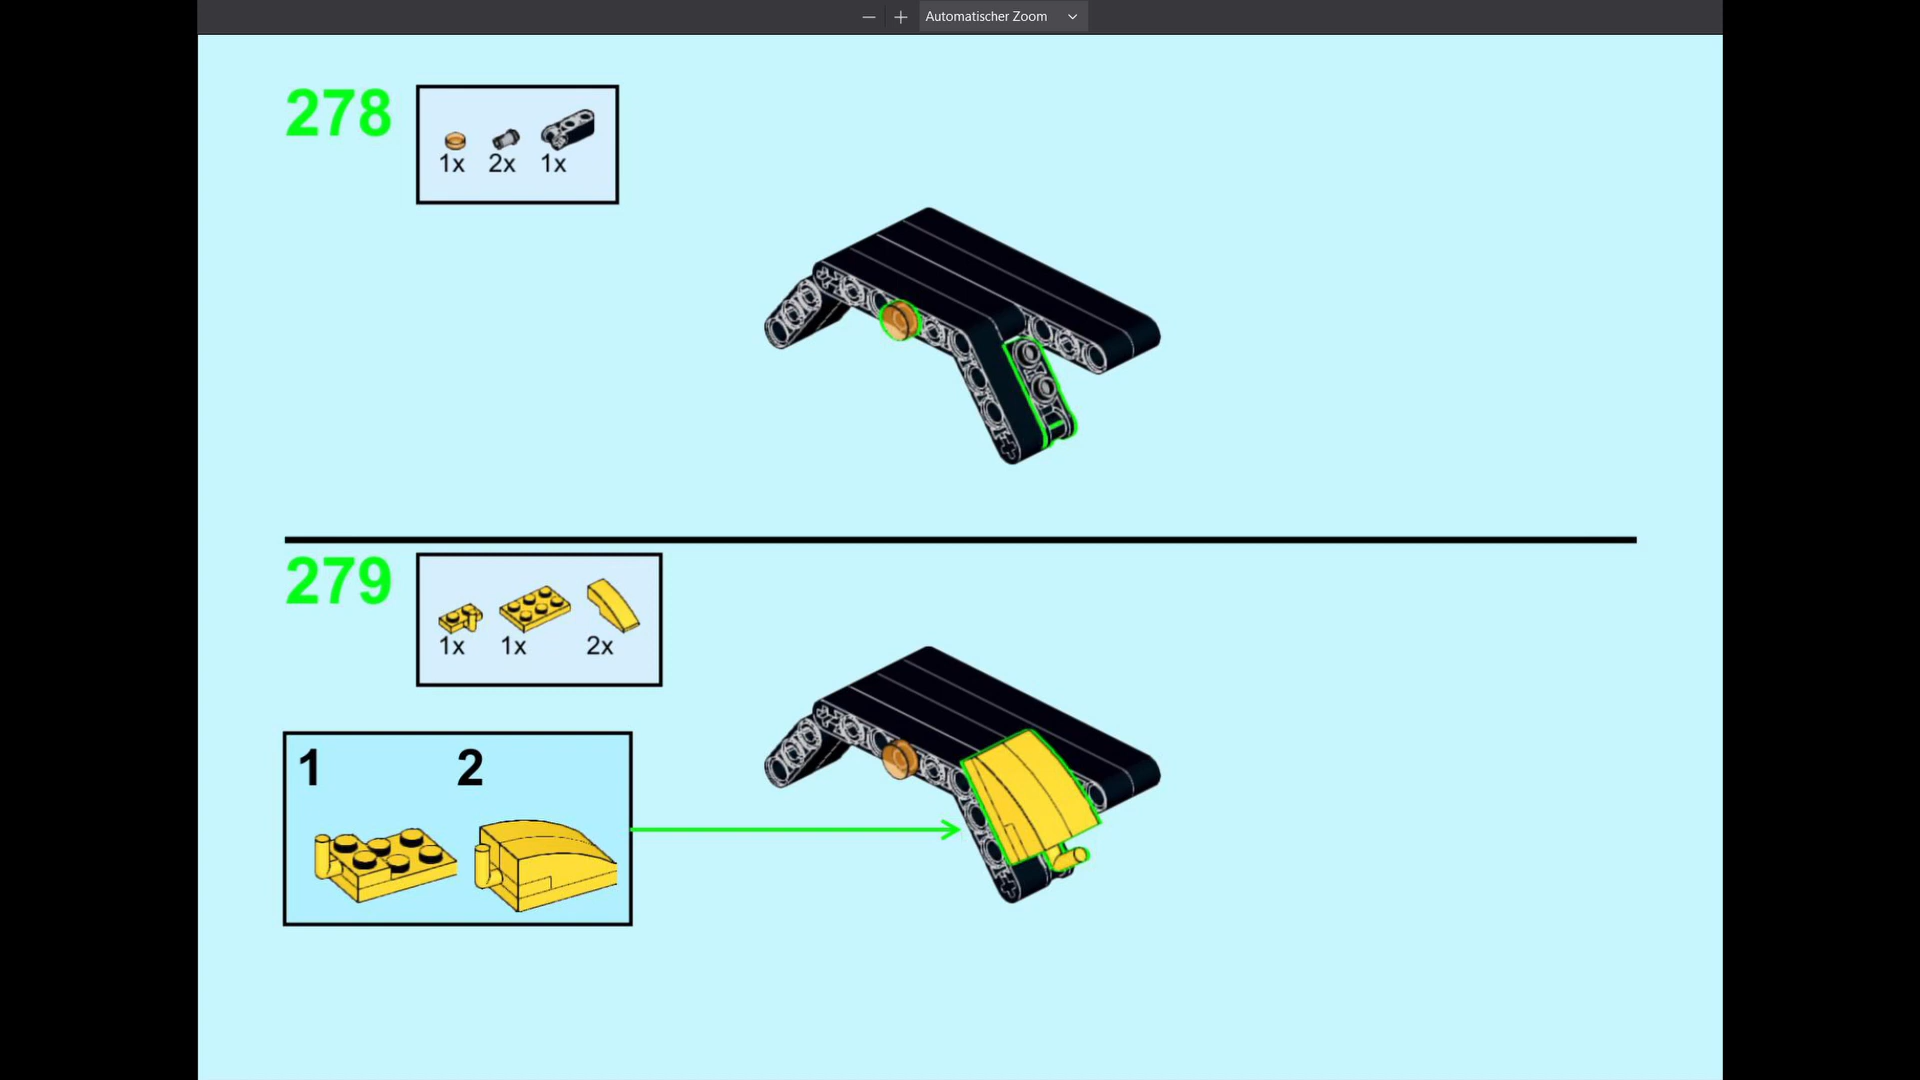 Automatischer Zoom
278
1x 2x 1x
279
1x 1x 2x
1 2